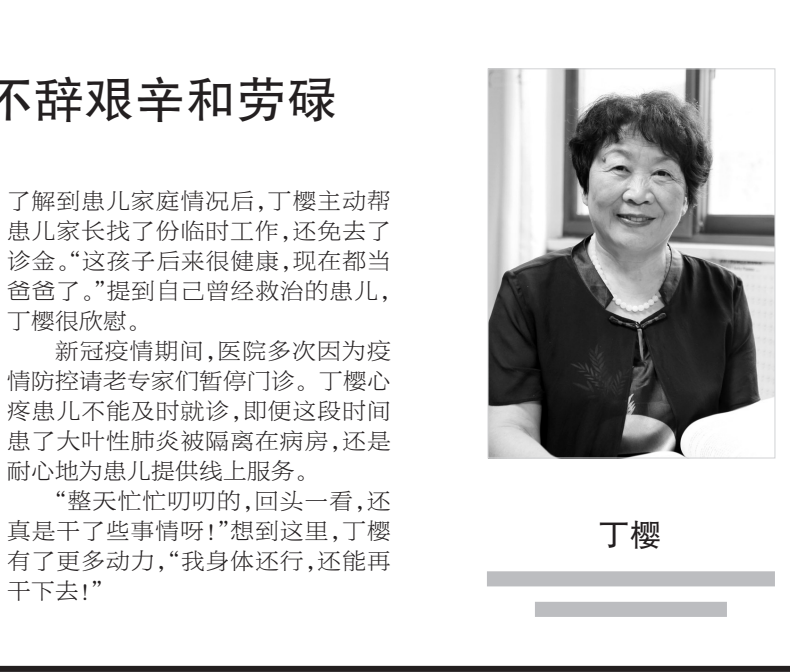 不辞艰辛和劳碌
了解到患儿家庭情况后,丁樱主动帮
患儿家长找了份临时工作,还免去了
诊金。“这孩子后来很健康,现在都当
爸爸了。”提到自己曾经救治的患儿,
丁樱很欣慰。
新冠疫情期间,医院多次因为疫
情防控请老专家们暂停门诊。丁樱心
疼患儿不能及时就诊,即便这段时间
患了大叶性肺炎被隔离在病房,还是
耐心地为患儿提供线上服务。
“整天忙忙叨叨的,回头一看,还
真是干了些事情呀!”想到这里,丁樱
有了更多动力,“我身体还行,还能再
干下去!”
丁樱